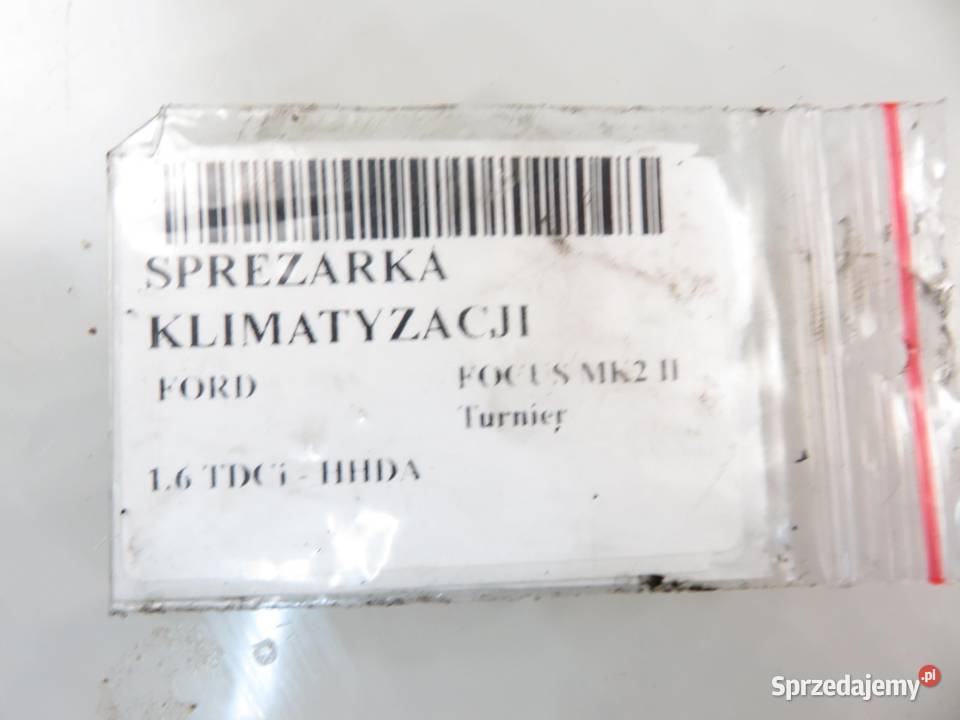 SPREZARKA
KLIMATYZACJI
FORD FOCUS MK2 II
Turnier
1.6 TDCi - HHDA
Sprzedajemy.pl